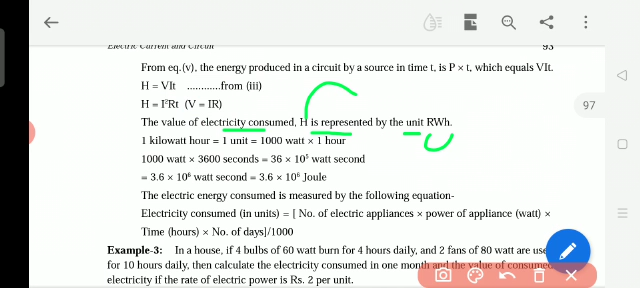 Electric Current and Circuit 93
From eq.(v), the energy produced in a circuit by a source in time t, is P × t, which equals VIt.
H = VIt ............from (iii)
H = I²Rt (V = IR)
The value of electricity consumed, H is represented by the unit RWh.
97
1 kilowatt hour = 1 unit = 1000 watt × 1 hour
1000 watt × 3600 seconds = 36 × 10⁵ watt second
= 3.6 × 10⁶ watt second = 3.6 × 10⁶ Joule
The electric energy consumed is measured by the following equation-
Electricity consumed (in units) = [ No. of electric appliances × power of appliance (watt) ×
Time (hours) × No. of days]/1000
Example-3: In a house, if 4 bulbs of 60 watt burn for 4 hours daily, and 2 fans of 80 watt are
for 10 hours daily, then calculate the electricity consumed in one month and the value of consumed
electricity if the rate of electric power is Rs. 2 per unit.